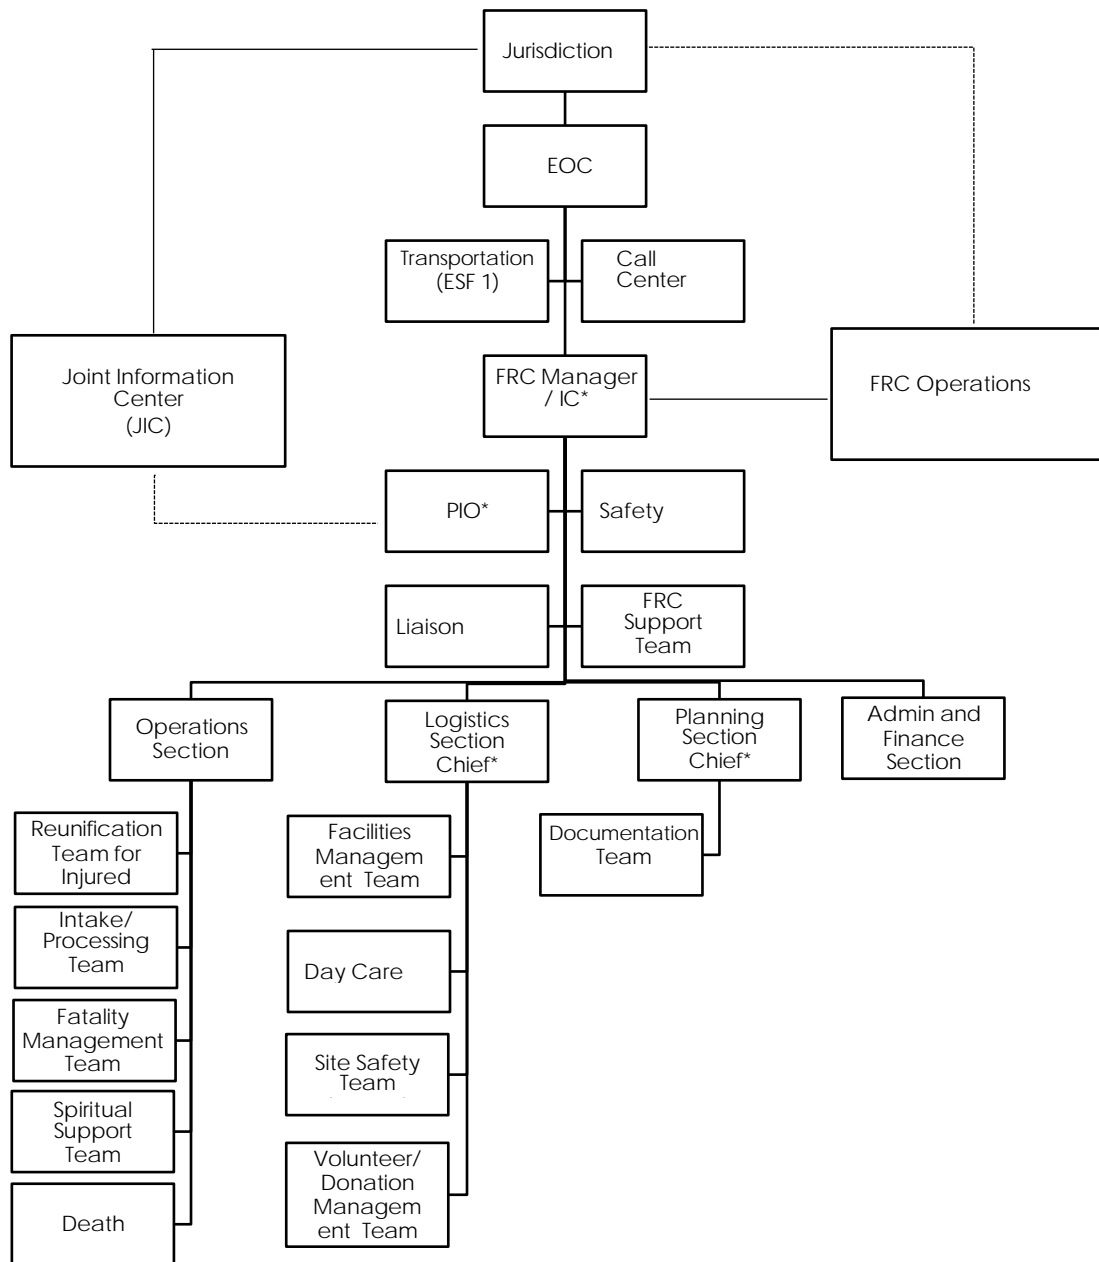 Jurisdiction
EOC
Transportation
(ESF 1)
Call
Center
Joint Information
Center
(JIC)
FRC Manager
/ IC*
FRC Operations
PIO*
Safety
Liaison
FRC
Support
Team
Operations
Section
Logistics
Section
Chief*
Planning
Section
Chief*
Admin and
Finance
Section
Reunification
Team for
Injured
Facilities
Managem
ent Team
Documentation
Team
Intake/
Processing
Team
Day Care
Fatality
Management
Team
Site Safety
Team
Spiritual
Support
Team
Volunteer/
Donation
Managem
ent Team
Death